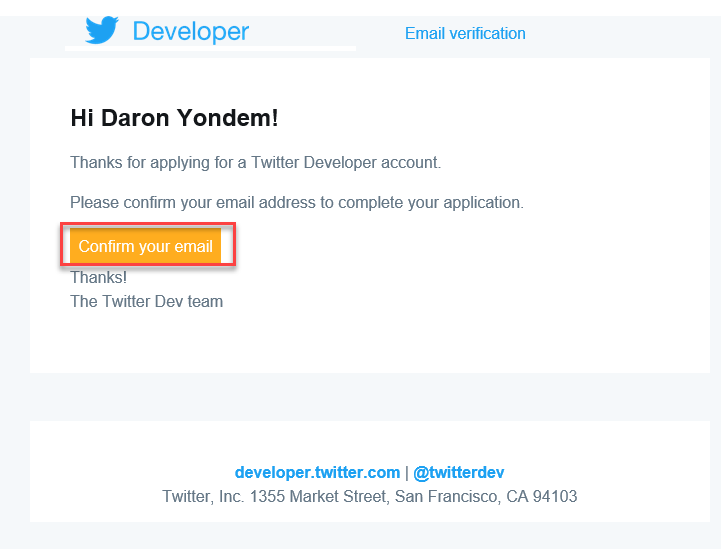 Developer
Email verification
Hi Daron Yondem!
Thanks for applying for a Twitter Developer account.
Please confirm your email address to complete your application.
Confirm your email
Thanks!
The Twitter Dev team
developer.twitter.com | @twitterdev
Twitter, Inc. 1355 Market Street, San Francisco, CA 94103